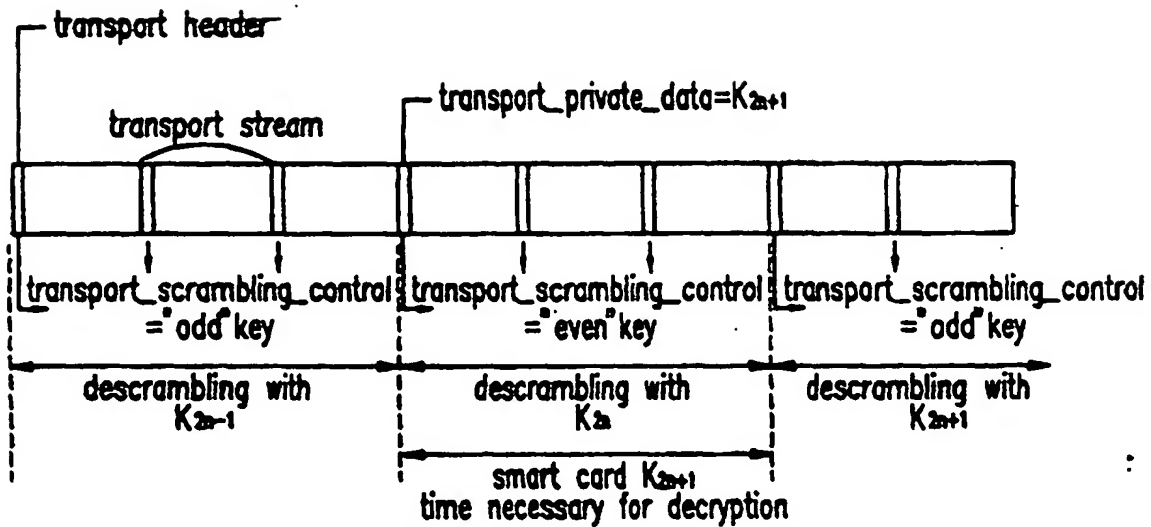 transport header
transport_private_data=K2n+1
transport stream
transport_scrambling_control
="odd"key
transport_scrambling_control
="even"key
transport_scrambling_control
="odd"key
descrambling with
K2n-1
descrambling with
K2n
descrambling with
K2n+1
smart card K2n+1
time necessary for decryption